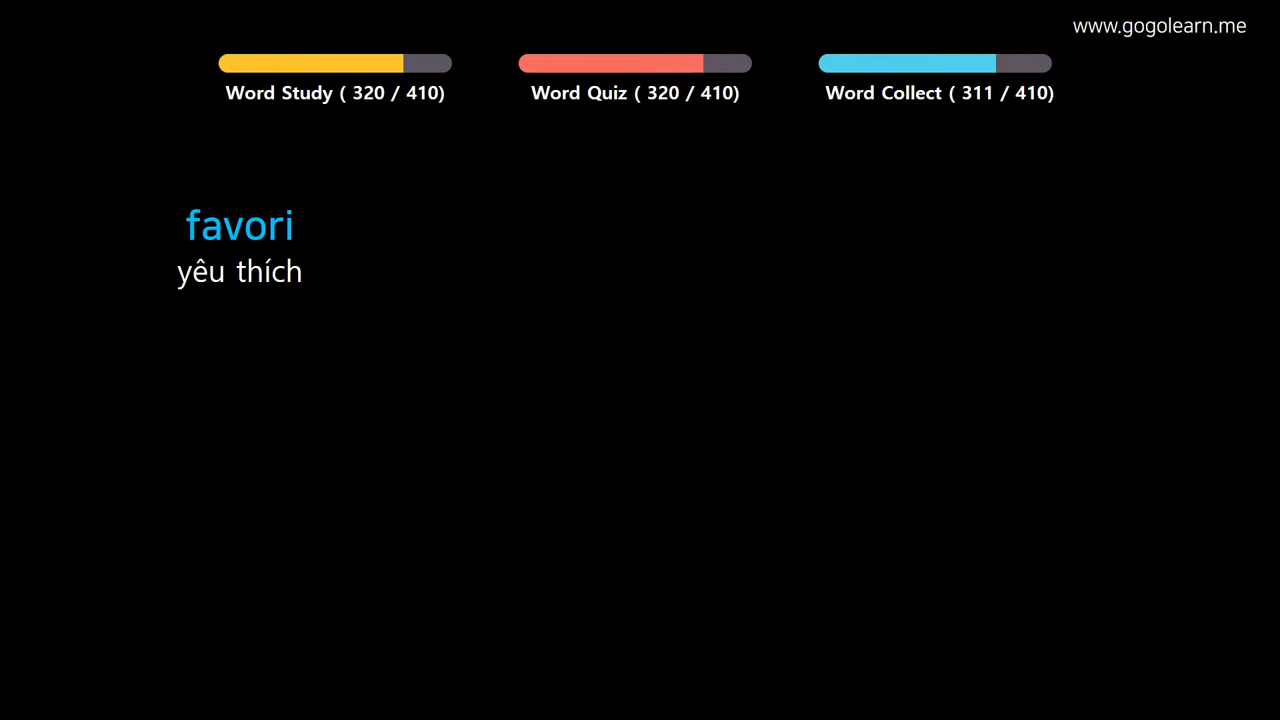 www.gogolearn.me
Word Study ( 320 / 410)
Word Quiz ( 320 / 410)
Word Collect ( 311 / 410)
favori
yêu thích